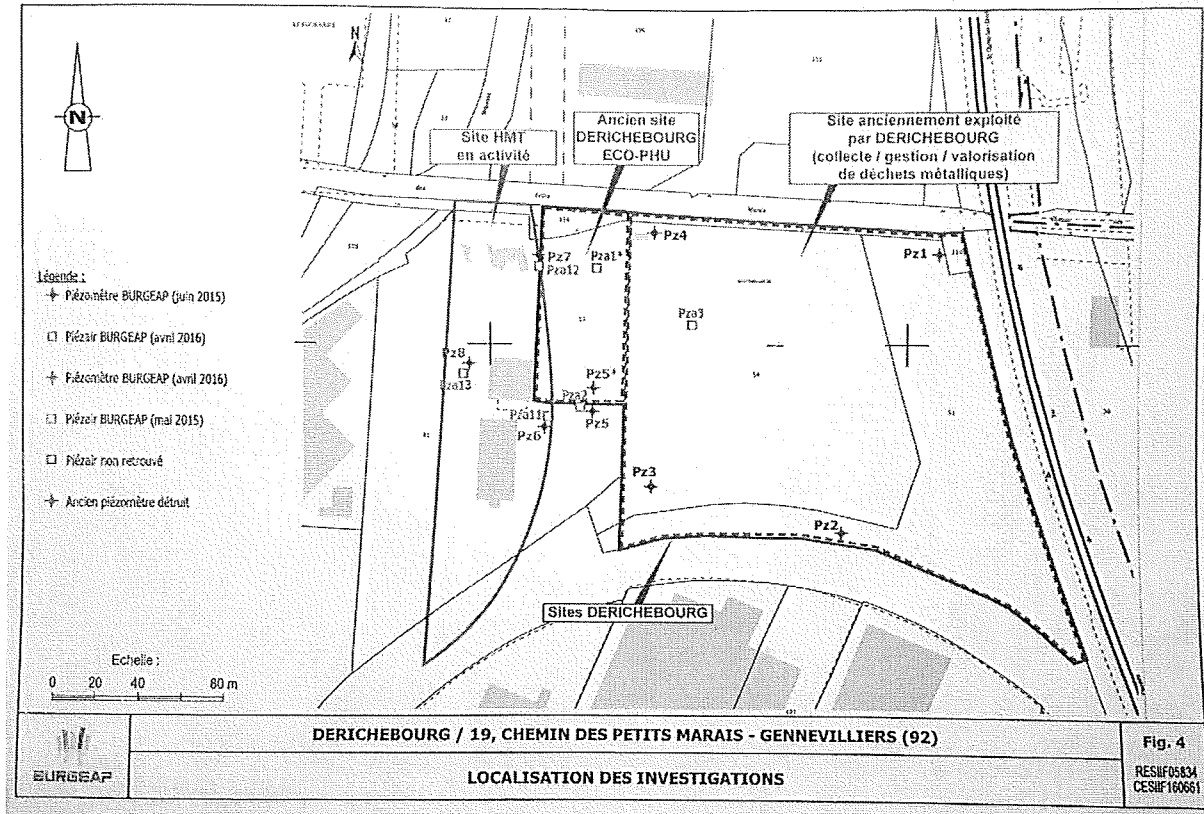 N
N
Site HMT
en activité
Ancien site
DERICHEBOURG
ECO-PHU
Site anciennement exploité
par DERICHEBOURG
(collecte / gestion / valorisation
de déchets métalliques)
Pz4
Pz1
Pz7
Pza12
Pza1*
Pza3
Légende :
Piézomètre BURGEAP (juin 2015)
Piézair BURGEAP (avril 2016)
Piézomètre BURGEAP (avril 2016)
Piézair BURGEAP (mai 2015)
Piézair non retrouvé
Ancien piézomètre détruit
Pz8
Pza13
Pz5*
Pza2
Pza11
Pz5
Pz6
54
Pz3
Pz2
Sites DERICHEBOURG
Echelle :
0 20 40 80 m
BURGEAP
DERICHEBOURG / 19, CHEMIN DES PETITS MARAIS - GENNEVILLIERS (92)
LOCALISATION DES INVESTIGATIONS
Fig. 4
RESIIF05834
CESIIF160661